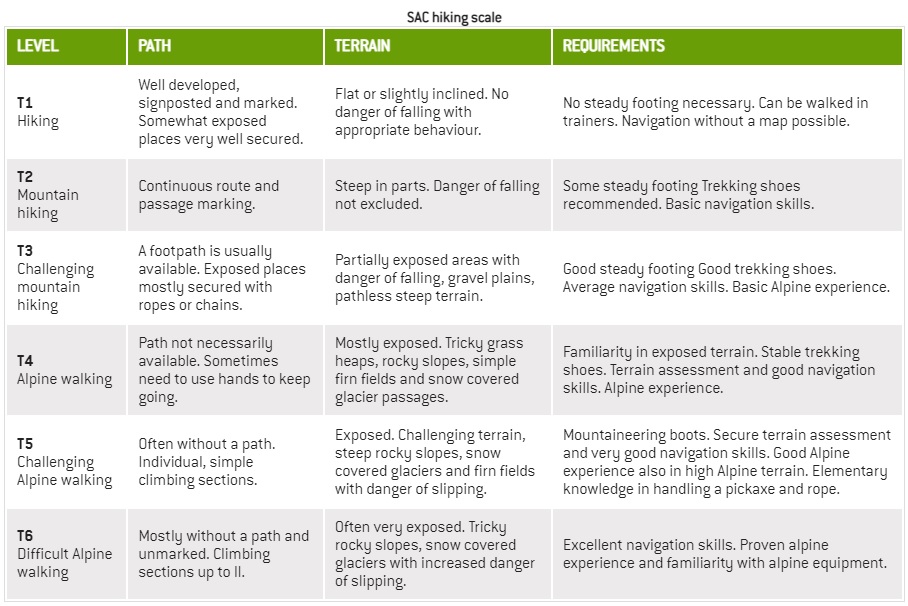 SAC hiking scale
LEVEL PATH TERRAIN REQUIREMENTS
T1
Hiking
Well developed,
signposted and marked.
Somewhat exposed
places very well secured.
Flat or slightly inclined. No
danger of falling with
appropriate behaviour.
No steady footing necessary. Can be walked in
trainers. Navigation without a map possible.
T2
Mountain
hiking
Continuous route and
passage marking.
Steep in parts. Danger of falling
not excluded.
Some steady footing Trekking shoes
recommended. Basic navigation skills.
T3
Challenging
mountain
hiking
A footpath is usually
available. Exposed places
mostly secured with
ropes or chains.
Partially exposed areas with
danger of falling, gravel plains,
pathless steep terrain.
Good steady footing Good trekking shoes.
Average navigation skills. Basic Alpine experience.
T4
Alpine walking
Path not necessarily
available. Sometimes
need to use hands to keep
going.
Mostly exposed. Tricky grass
heaps, rocky slopes, simple
firn fields and snow covered
glacier passages.
Familiarity in exposed terrain. Stable trekking
shoes. Terrain assessment and good navigation
skills. Alpine experience.
T5
Challenging
Alpine walking
Often without a path.
Individual, simple
climbing sections.
Exposed. Challenging terrain,
steep rocky slopes, snow
covered glaciers and firn fields
with danger of slipping.
Mountaineering boots. Secure terrain assessment
and very good navigation skills. Good Alpine
experience also in high Alpine terrain. Elementary
knowledge in handling a pickaxe and rope.
T6
Difficult Alpine
walking
Mostly without a path and
unmarked. Climbing
sections up to II.
Often very exposed. Tricky
rocky slopes, snow covered
glaciers with increased danger
of slipping.
Excellent navigation skills. Proven alpine
experience and familiarity with alpine equipment.